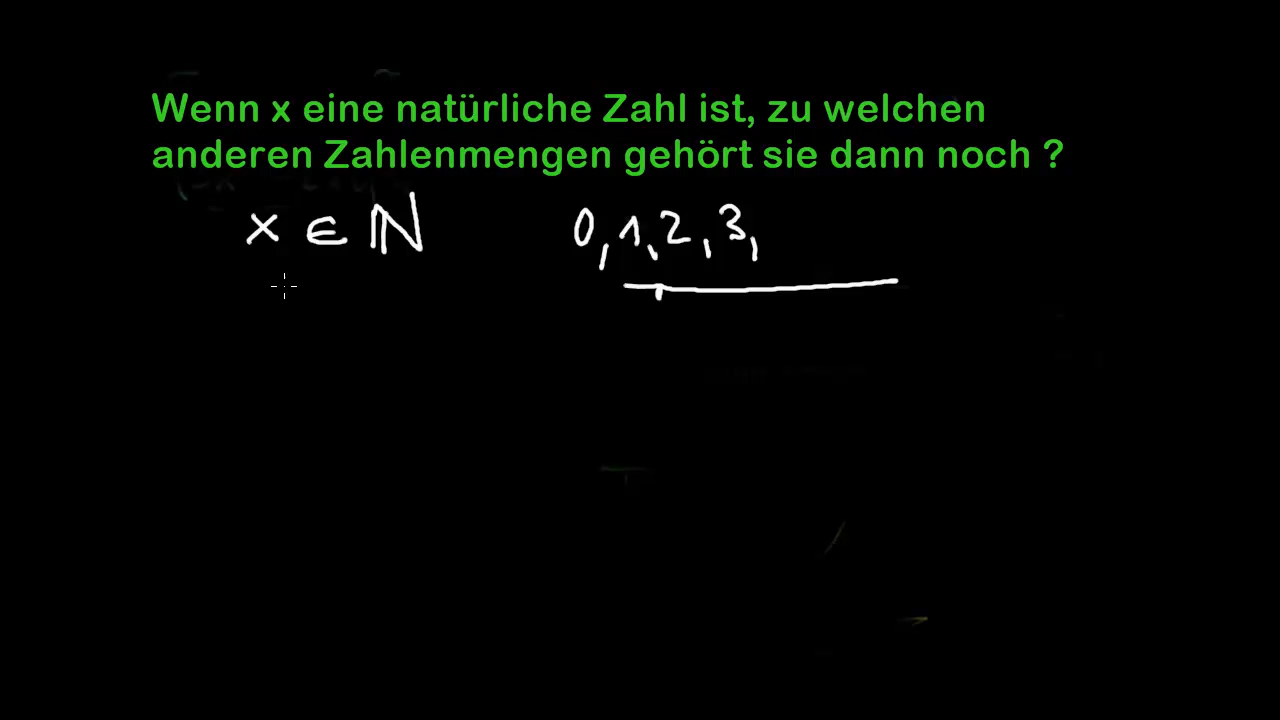 Wenn x eine natürliche Zahl ist, zu welchen
anderen Zahlenmengen gehört sie dann noch ?
x ∈ ℕ 0, 1, 2, 3,